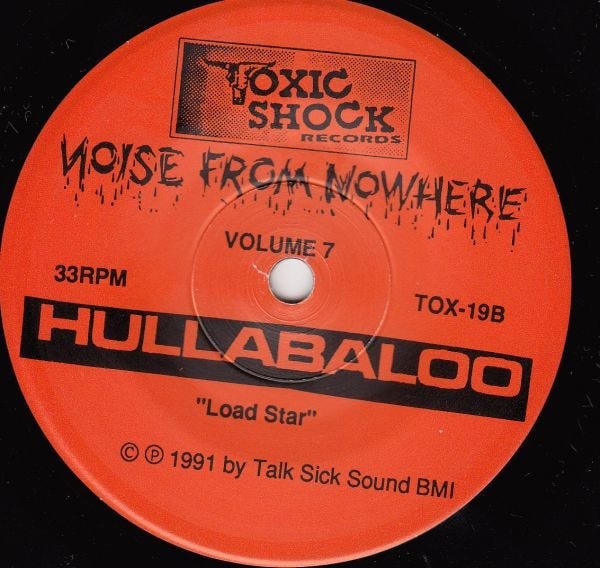 TOXIC
SHOCK
RECORDS
NOISE FROM NOWHERE
VOLUME 7
33RPM
TOX-19B
HULLABALOO
"Load Star"
© ℗ 1991 by Talk Sick Sound BMI